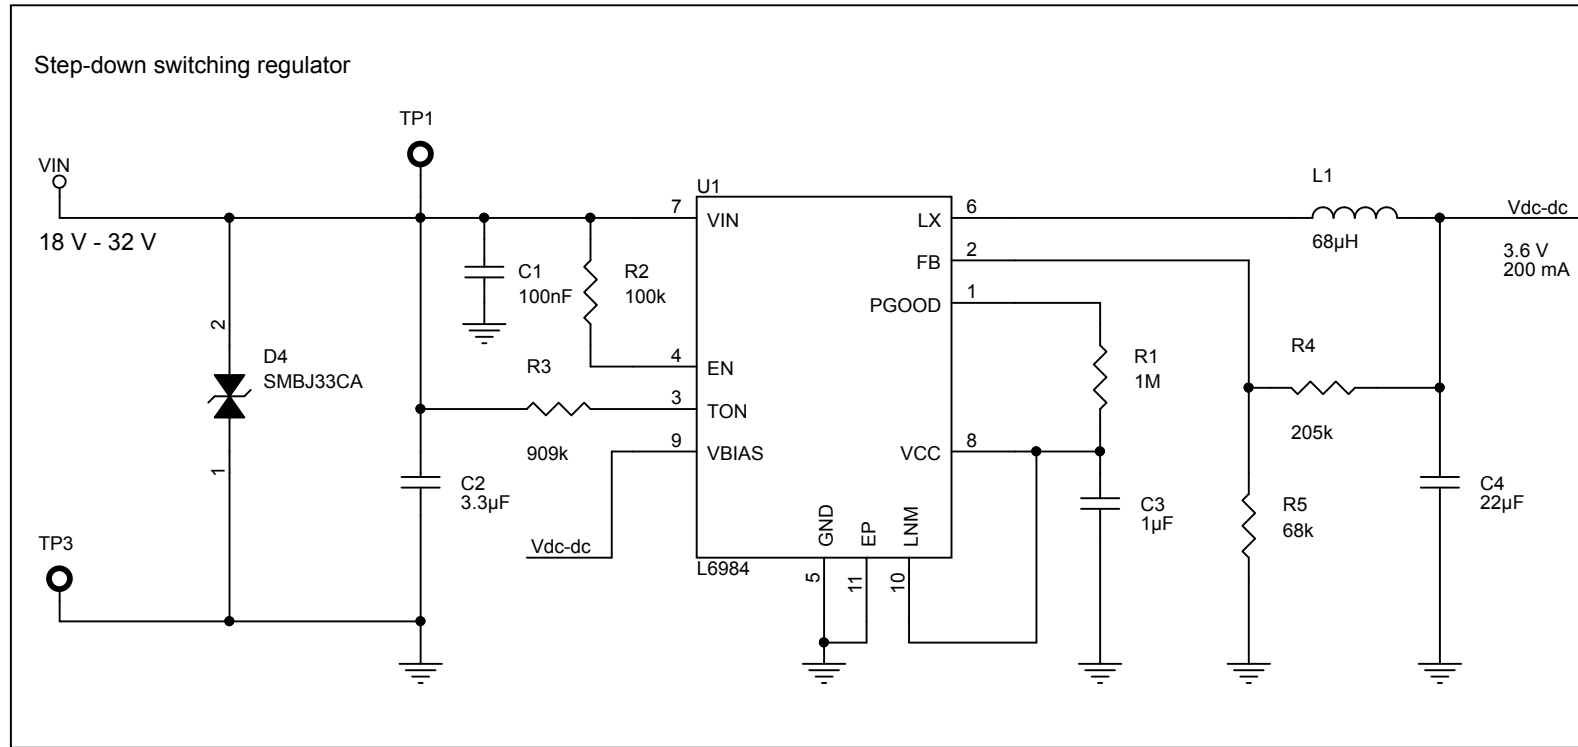 Step-down switching regulator
TP1
VIN
18 V - 32 V
C1
100nF
R2
100k
R3
909k
2
D4
SMBJ33CA
1
C2
3.3µF
TP3
Vdc-dc
U1
7
VIN
4
EN
3
TON
9
VBIAS
LX
6
FB
2
PGOOD
1
VCC
8
GND
EP
LNM
5
11
10
L6984
R1
1M
C3
1µF
L1
68µH
Vdc-dc
3.6 V
200 mA
R4
205k
R5
68k
C4
22µF